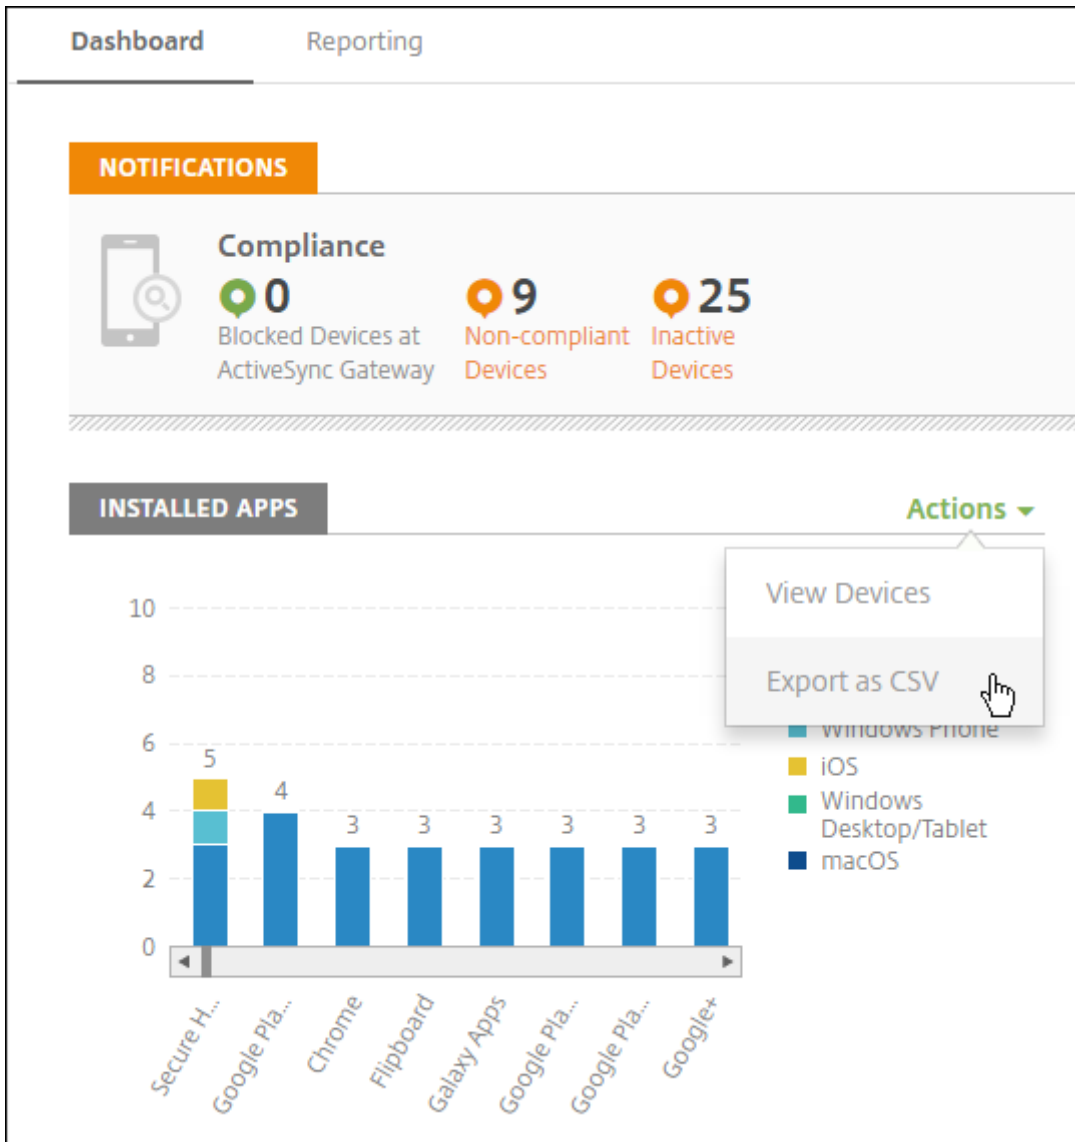 Dashboard Reporting
NOTIFICATIONS
Compliance
0 9 25
Blocked Devices at Non-compliant Inactive
ActiveSync Gateway Devices Devices
INSTALLED APPS Actions
View Devices
Export as CSV
10
8
6
4
2
0
5
4
3
3
3
3
3
3
Windows Phone
iOS
Windows
Desktop/Tablet
macOS
Secure H...
Google Pla...
Chrome
Flipboard
Galaxy Apps
Google Pla...
Google Pla...
Google+